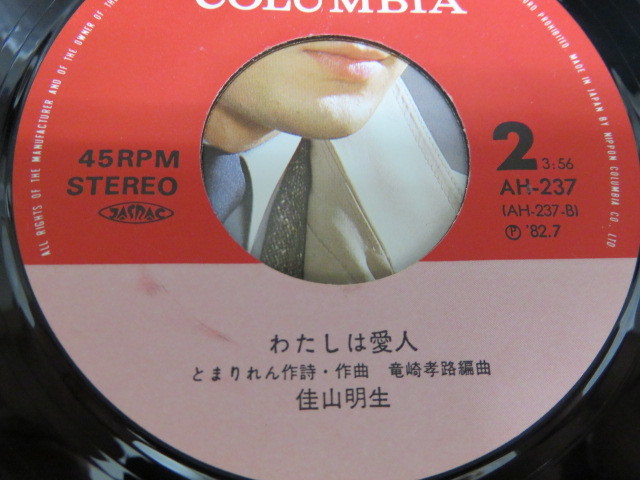 COLUMBIA
ALL RIGHTS OF THE MANUFACTURER AND OF THE OWNER OF THE
PROHIBITED MADE IN JAPAN BY NIPPON COLUMBIA CO., LTD
45RPM
STEREO
JASRAC
2 3:56
AH-237
(AH-237-B)
Ⓟ '82.7
わたしは愛人
とまりれん作詩・作曲 竜崎孝路編曲
佳山明生